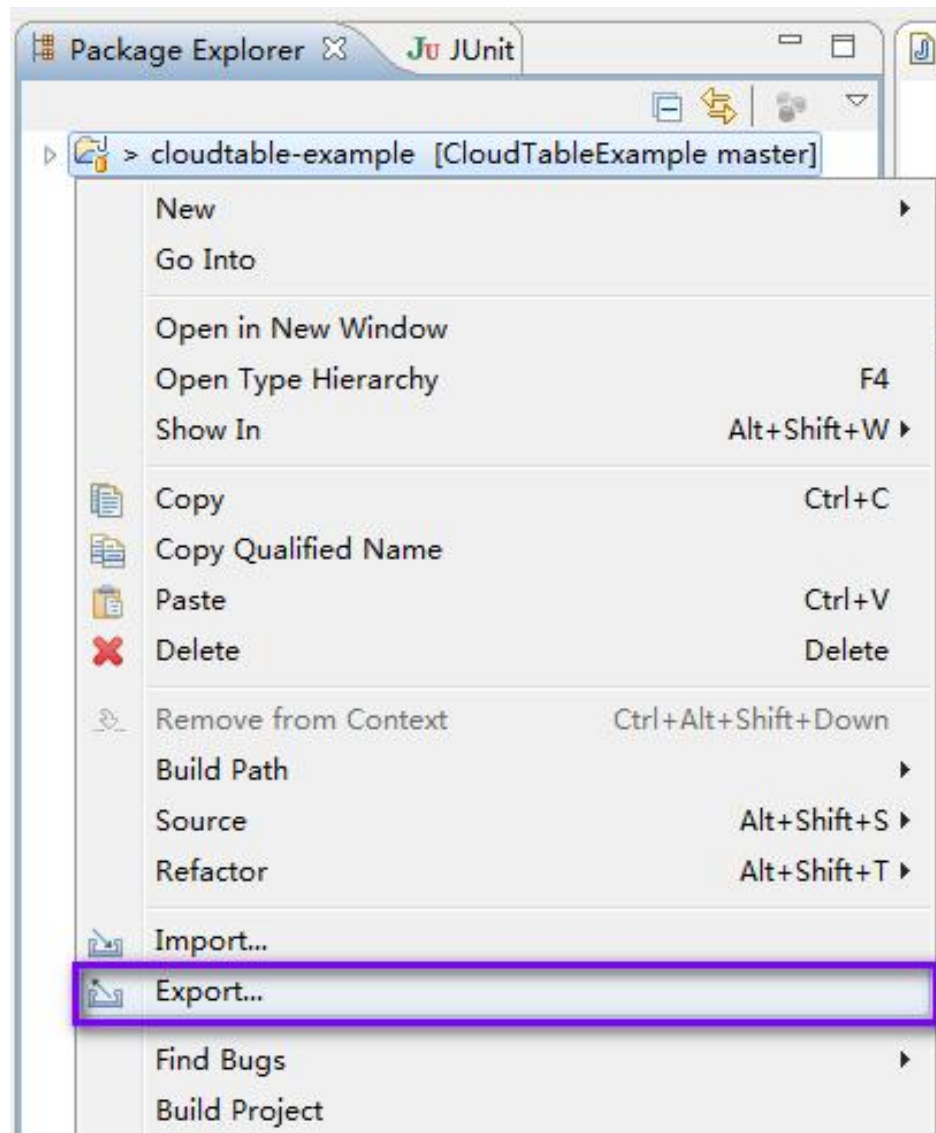 Package Explorer JU JUnit
> cloudtable-example [CloudTableExample master]
New
Go Into
Open in New Window
Open Type Hierarchy F4
Show In Alt+Shift+W
Copy Ctrl+C
Copy Qualified Name
Paste Ctrl+V
Delete Delete
Remove from Context Ctrl+Alt+Shift+Down
Build Path
Source Alt+Shift+S
Refactor Alt+Shift+T
Import...
Export...
Find Bugs
Build Project